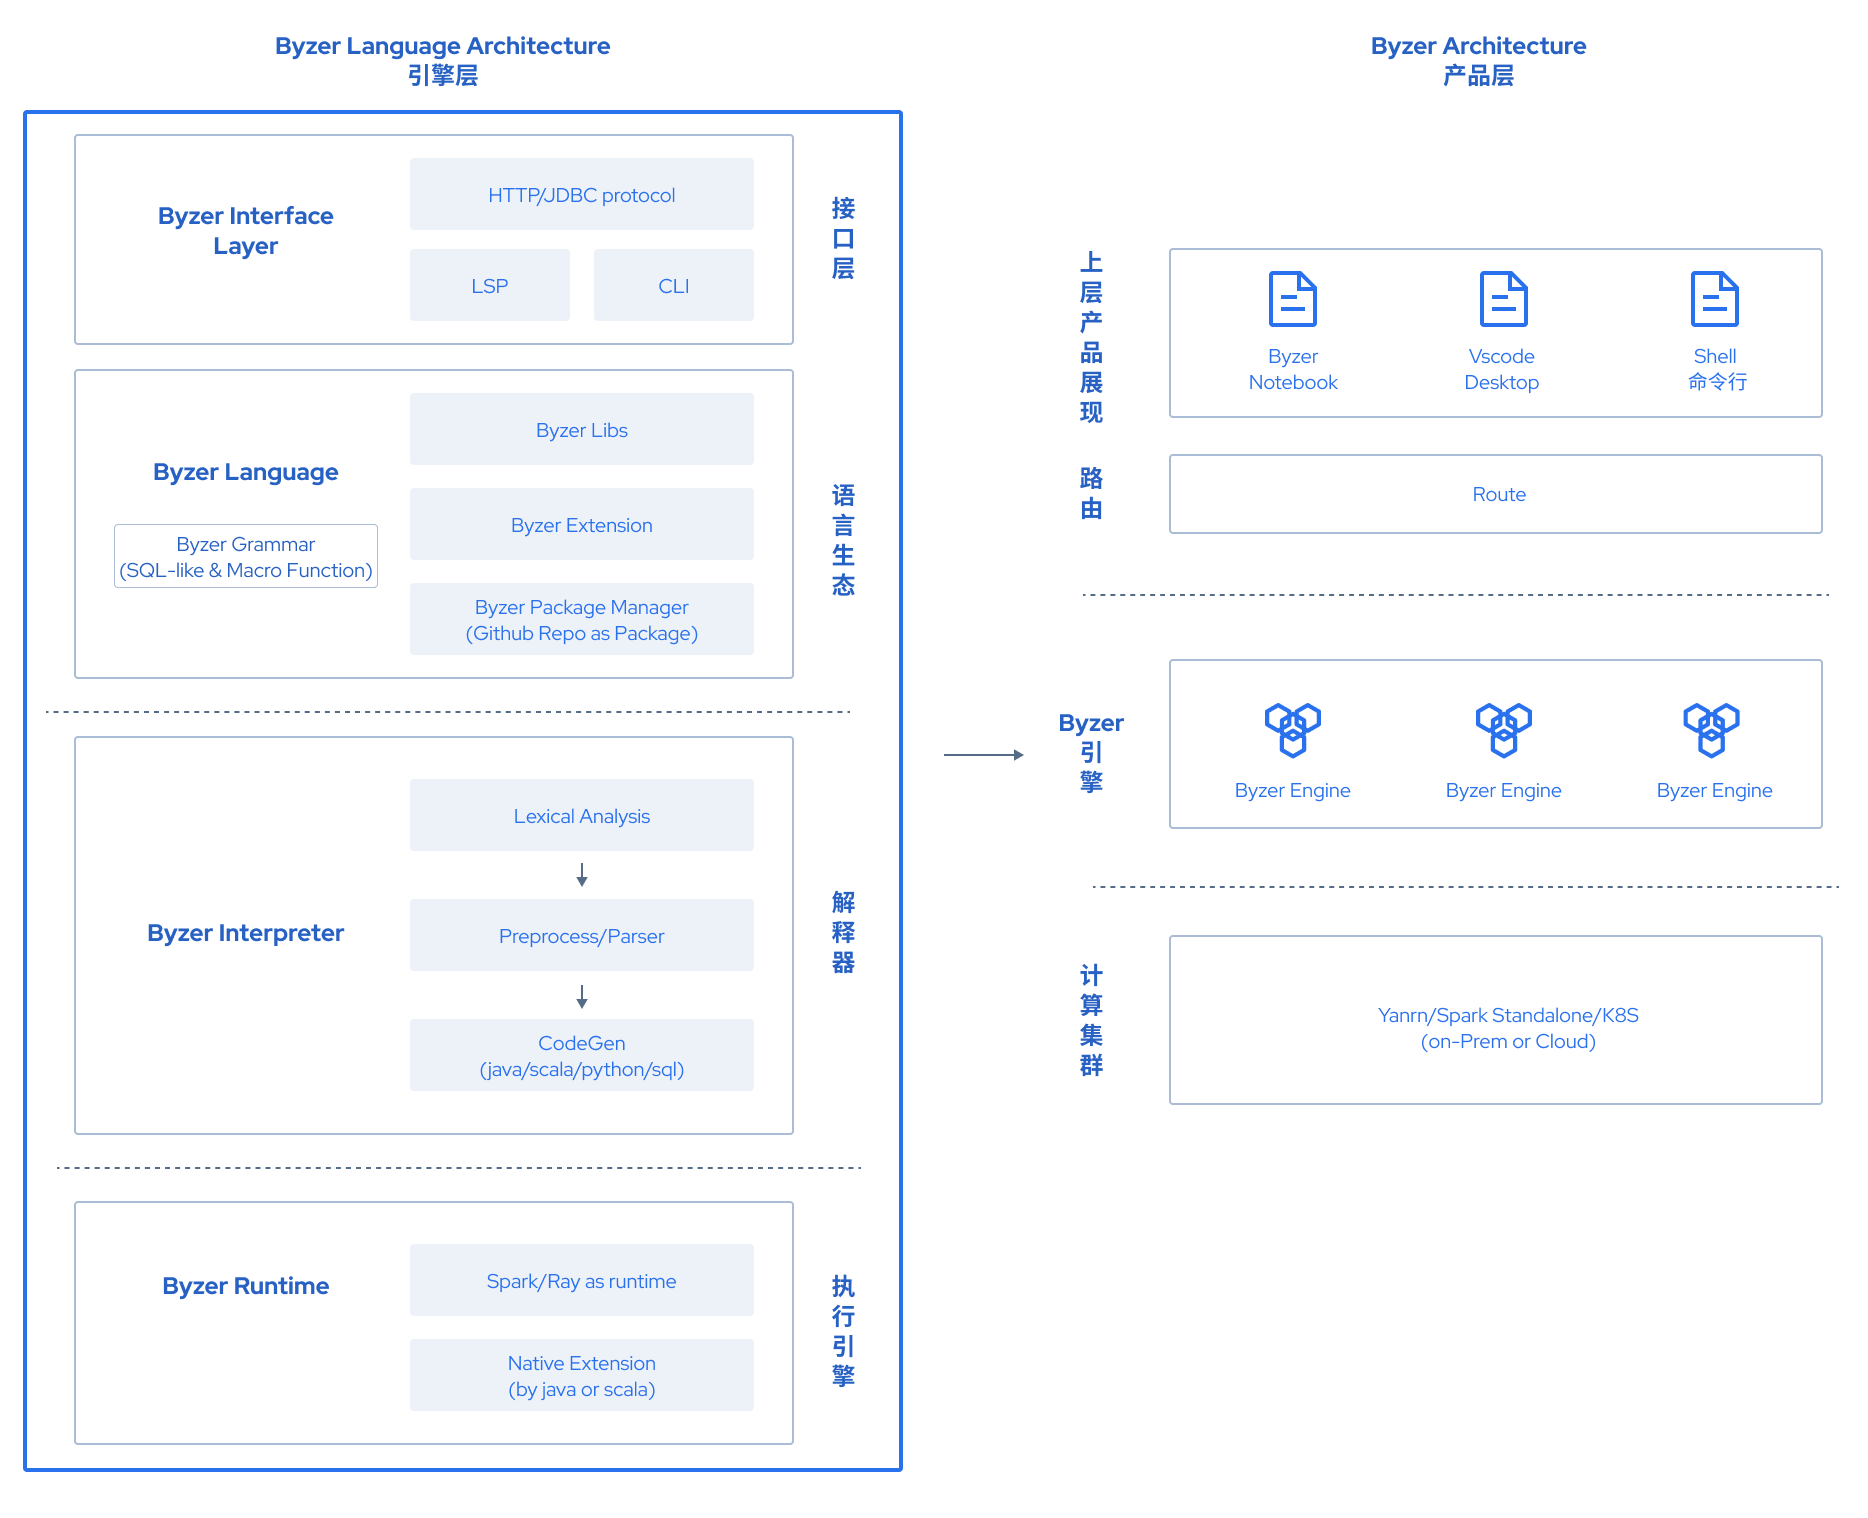 Byzer Language Architecture
引擎层
Byzer Interface
Layer
HTTP/JDBC protocol
LSP
CLI
接口层
Byzer Language
Byzer Grammar
(SQL-like & Macro Function)
Byzer Libs
Byzer Extension
Byzer Package Manager
(Github Repo as Package)
语言生态
Byzer Interpreter
Lexical Analysis
Preprocess/Parser
CodeGen
(java/scala/python/sql)
解释器
Byzer Runtime
Spark/Ray as runtime
Native Extension
(by java or scala)
执行引擎
Byzer Architecture
产品层
上层产品展现
Byzer
Notebook
Vscode
Desktop
Shell
命令行
路由
Route
Byzer
引擎
Byzer Engine
Byzer Engine
Byzer Engine
计算集群
Yanrn/Spark Standalone/K8S
(on-Prem or Cloud)